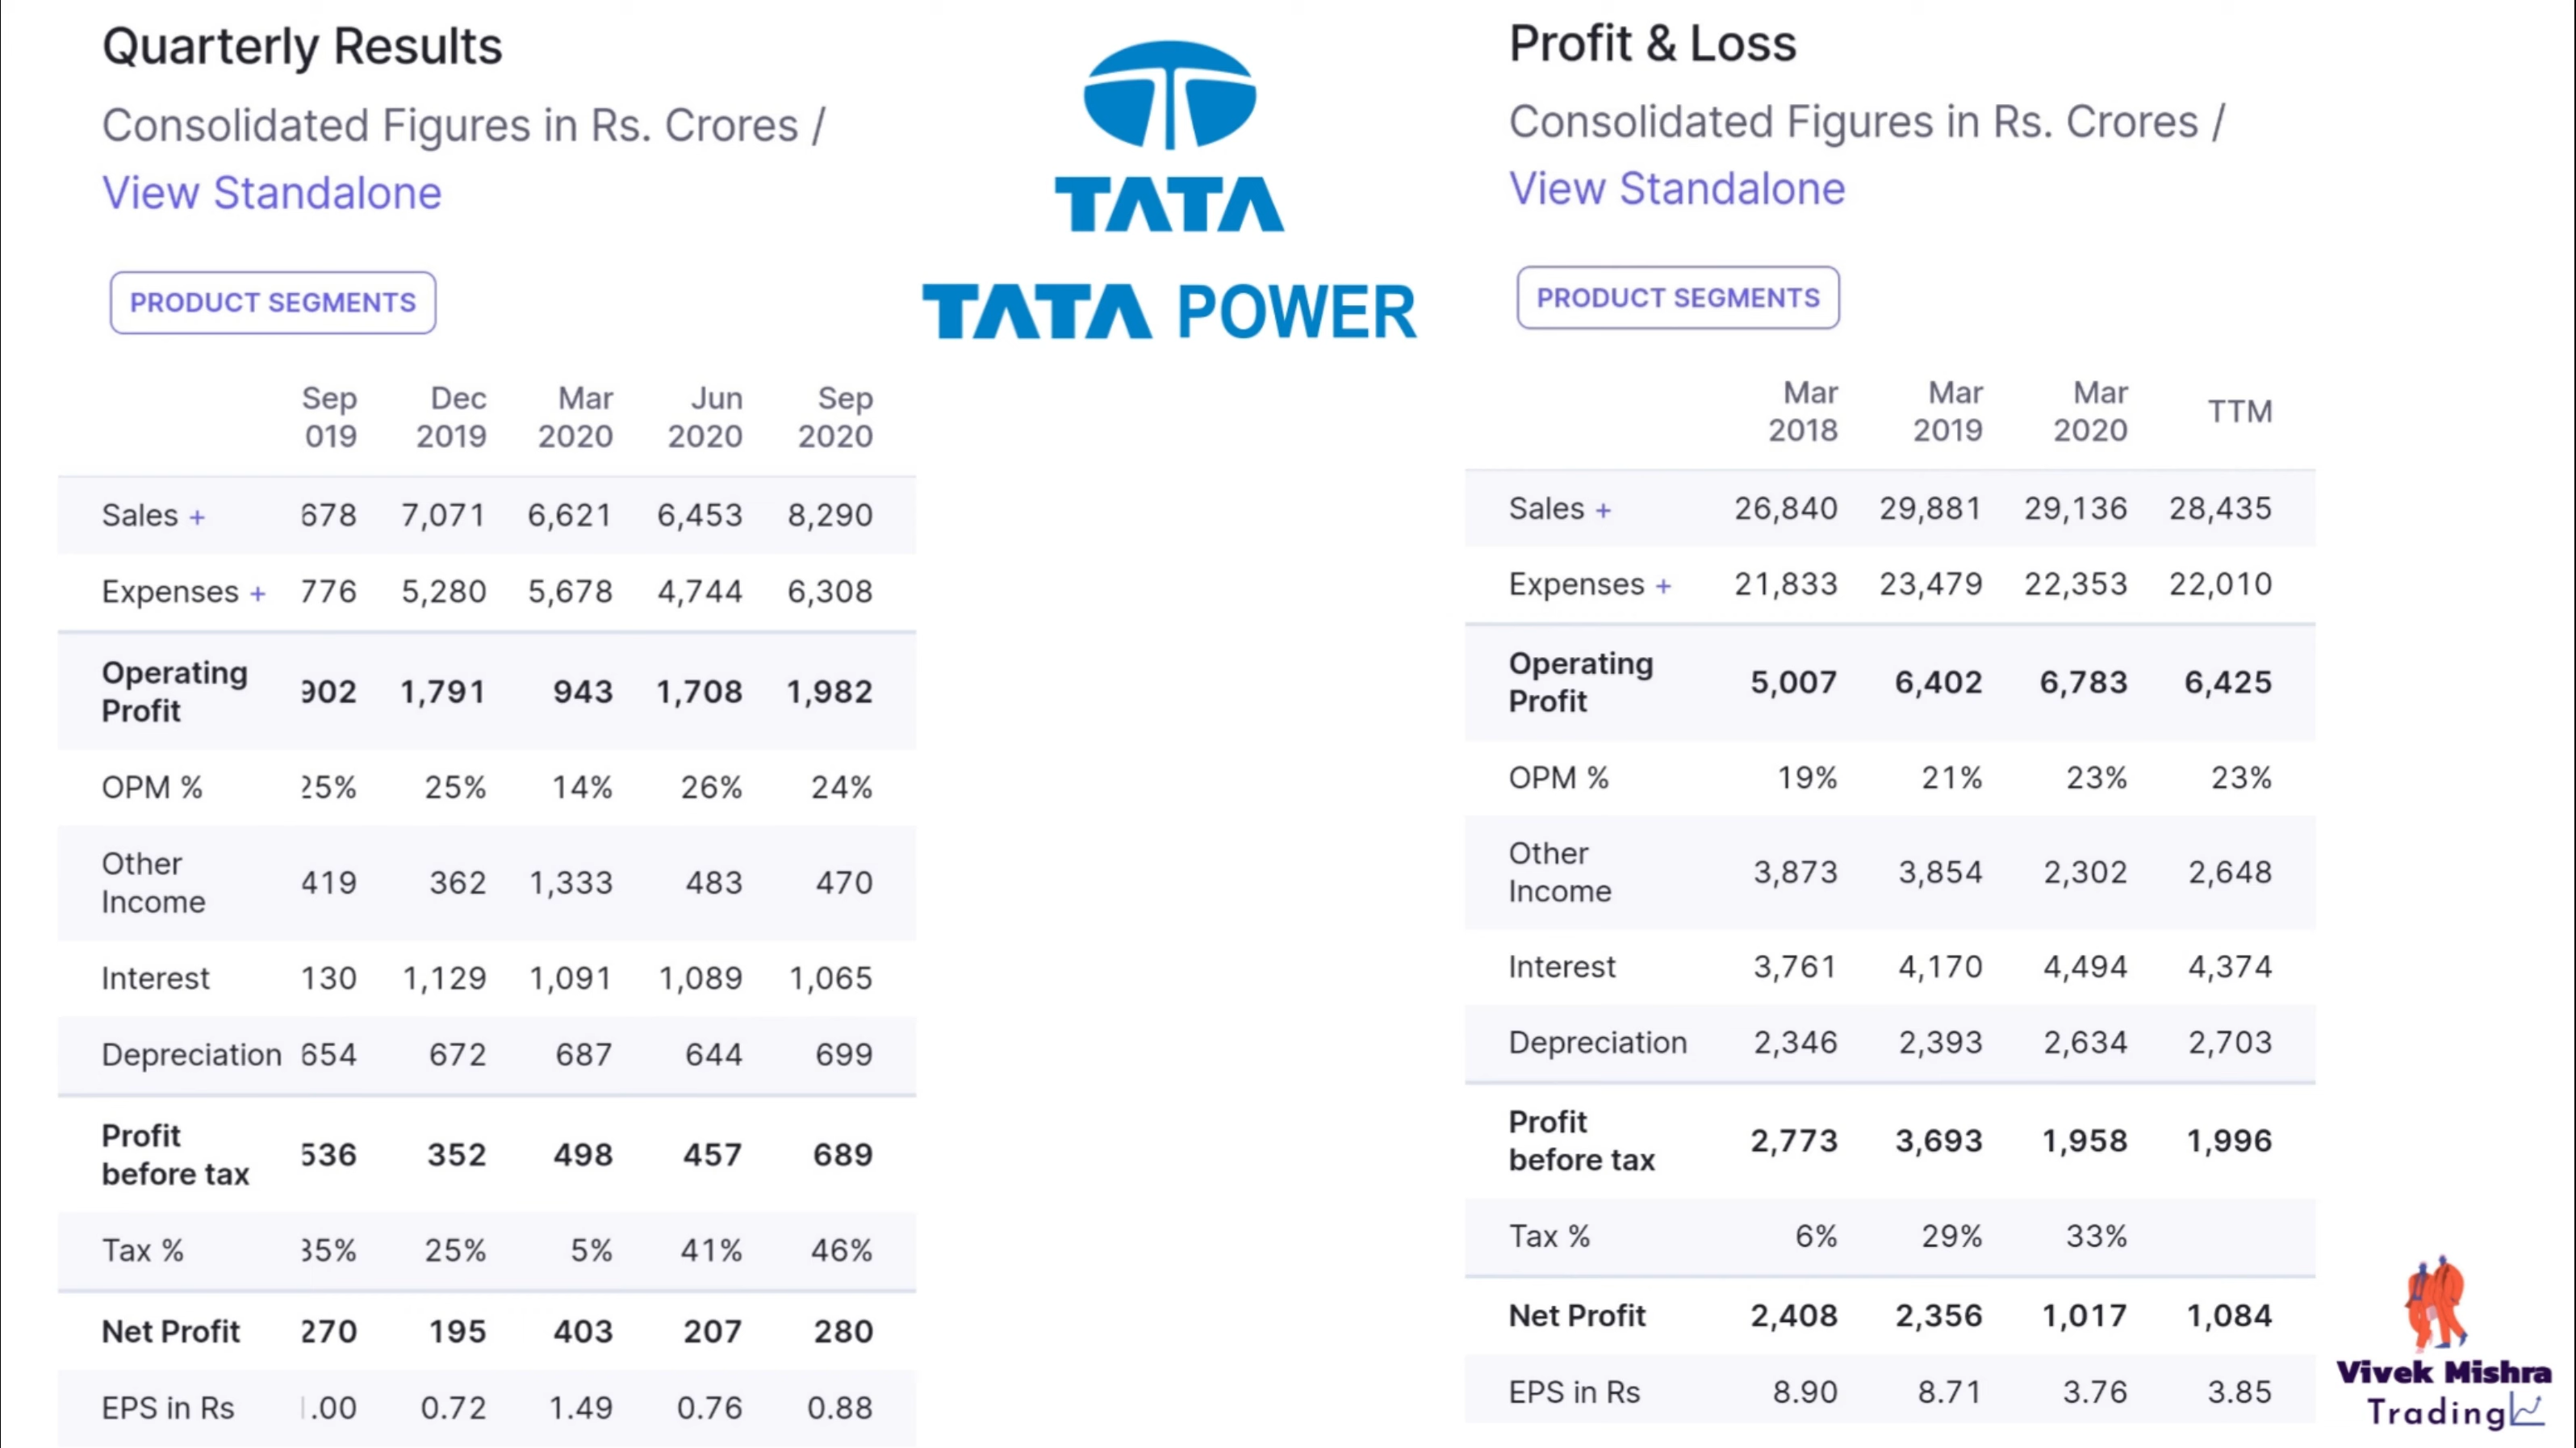 Quarterly Results
Consolidated Figures in Rs. Crores /
View Standalone
PRODUCT SEGMENTS
Sep 019 Dec 2019 Mar 2020 Jun 2020 Sep 2020
Sales + 678 7,071 6,621 6,453 8,290
Expenses + 776 5,280 5,678 4,744 6,308
Operating Profit 902 1,791 943 1,708 1,982
OPM % 25% 25% 14% 26% 24%
Other Income 419 362 1,333 483 470
Interest 130 1,129 1,091 1,089 1,065
Depreciation 654 672 687 644 699
Profit before tax 536 352 498 457 689
Tax % 35% 25% 5% 41% 46%
Net Profit 270 195 403 207 280
EPS in Rs .00 0.72 1.49 0.76 0.88
TATA
TATA POWER
Profit & Loss
Consolidated Figures in Rs. Crores /
View Standalone
PRODUCT SEGMENTS
Mar 2018 Mar 2019 Mar 2020 TTM
Sales + 26,840 29,881 29,136 28,435
Expenses + 21,833 23,479 22,353 22,010
Operating Profit 5,007 6,402 6,783 6,425
OPM % 19% 21% 23% 23%
Other Income 3,873 3,854 2,302 2,648
Interest 3,761 4,170 4,494 4,374
Depreciation 2,346 2,393 2,634 2,703
Profit before tax 2,773 3,693 1,958 1,996
Tax % 6% 29% 33%
Net Profit 2,408 2,356 1,017 1,084
EPS in Rs 8.90 8.71 3.76 3.85
Vivek Mishra
Trading